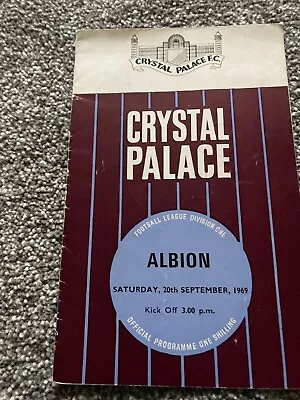 CRYSTAL PALACE F.C.
CRYSTAL
PALACE
FOOTBALL LEAGUE DIVISION ONE
ALBION
SATURDAY, 20th SEPTEMBER, 1969
Kick Off 3.00 p.m.
OFFICIAL PROGRAMME ONE SHILLING